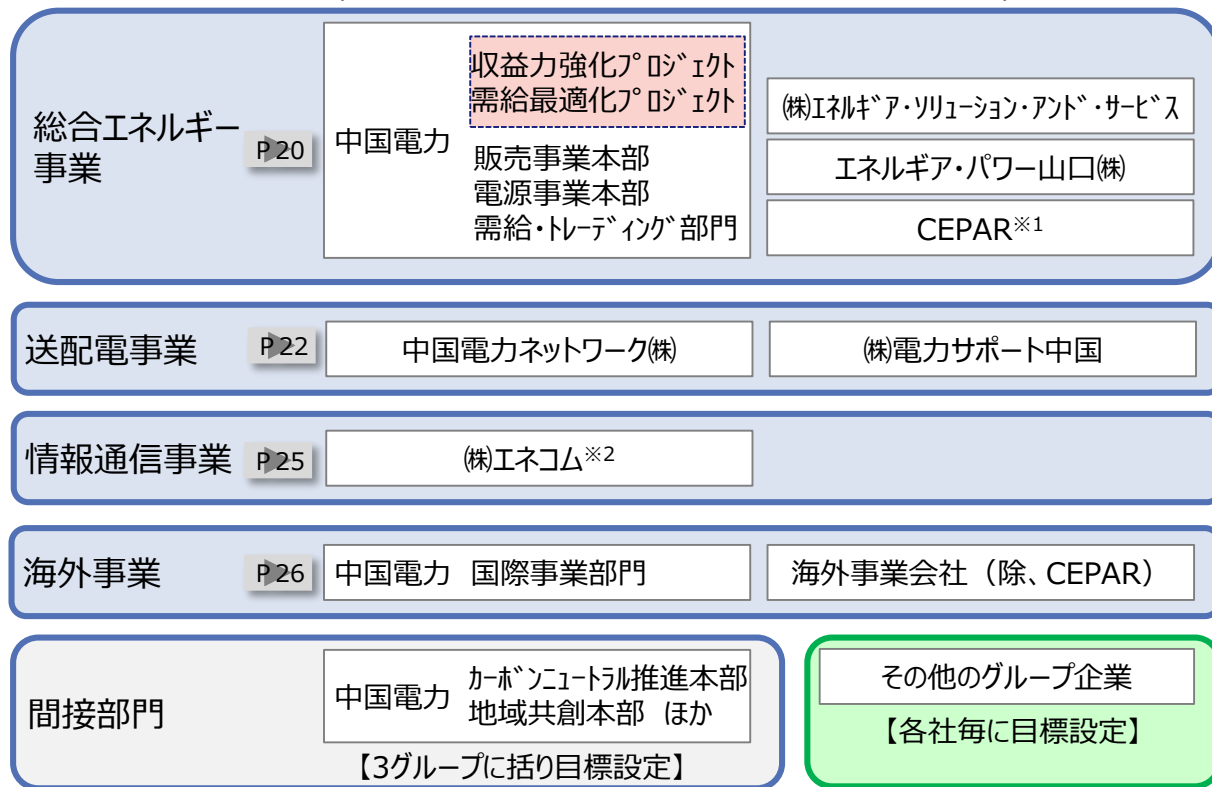 総合エネルギー
事業
P20
中国電力
収益力強化ﾌﾟﾛｼﾞｪｸﾄ
需給最適化ﾌﾟﾛｼﾞｪｸﾄ
販売事業本部
電源事業本部
需給・ﾄﾚｰﾃﾞｨﾝｸﾞ部門
㈱ｴﾈﾙｷﾞｱ・ｿﾘｭｰｼｮﾝ・ｱﾝﾄﾞ・ｻｰﾋﾞｽ
エネルギア・パワー山口㈱
CEPAR※1
送配電事業
P22
中国電力ネットワーク㈱
㈱電力サポート中国
情報通信事業
P25
㈱エネコム※2
海外事業
P26
中国電力 国際事業部門
海外事業会社（除、CEPAR）
間接部門
中国電力
ｶｰﾎﾞﾝﾆｭｰﾄﾗﾙ推進本部
地域共創本部 ほか
【3グループに括り目標設定】
その他のグループ企業
【各社毎に目標設定】